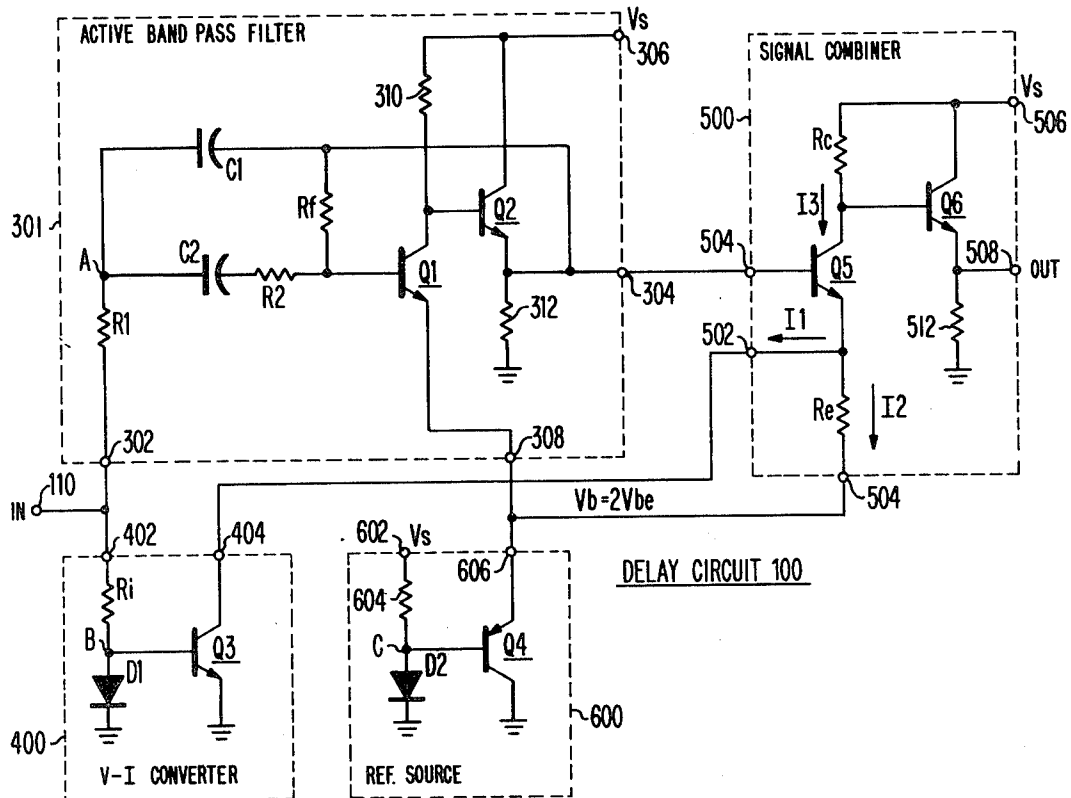 ACTIVE BAND PASS FILTER
Vs
306
310
C1
Rf
Q2
301
A
C2
R2
Q1
304
R1
312
302
308
SIGNAL COMBINER
Vs
506
500
Rc
I3
Q6
504
Q5
508
OUT
I1
502
512
Re
I2
504
IN
110
402
404
Vb=2Vbe
602
Vs
606
DELAY CIRCUIT 100
Ri
604
B
Q3
C
Q4
D1
D2
400
600
V-I CONVERTER
REF. SOURCE